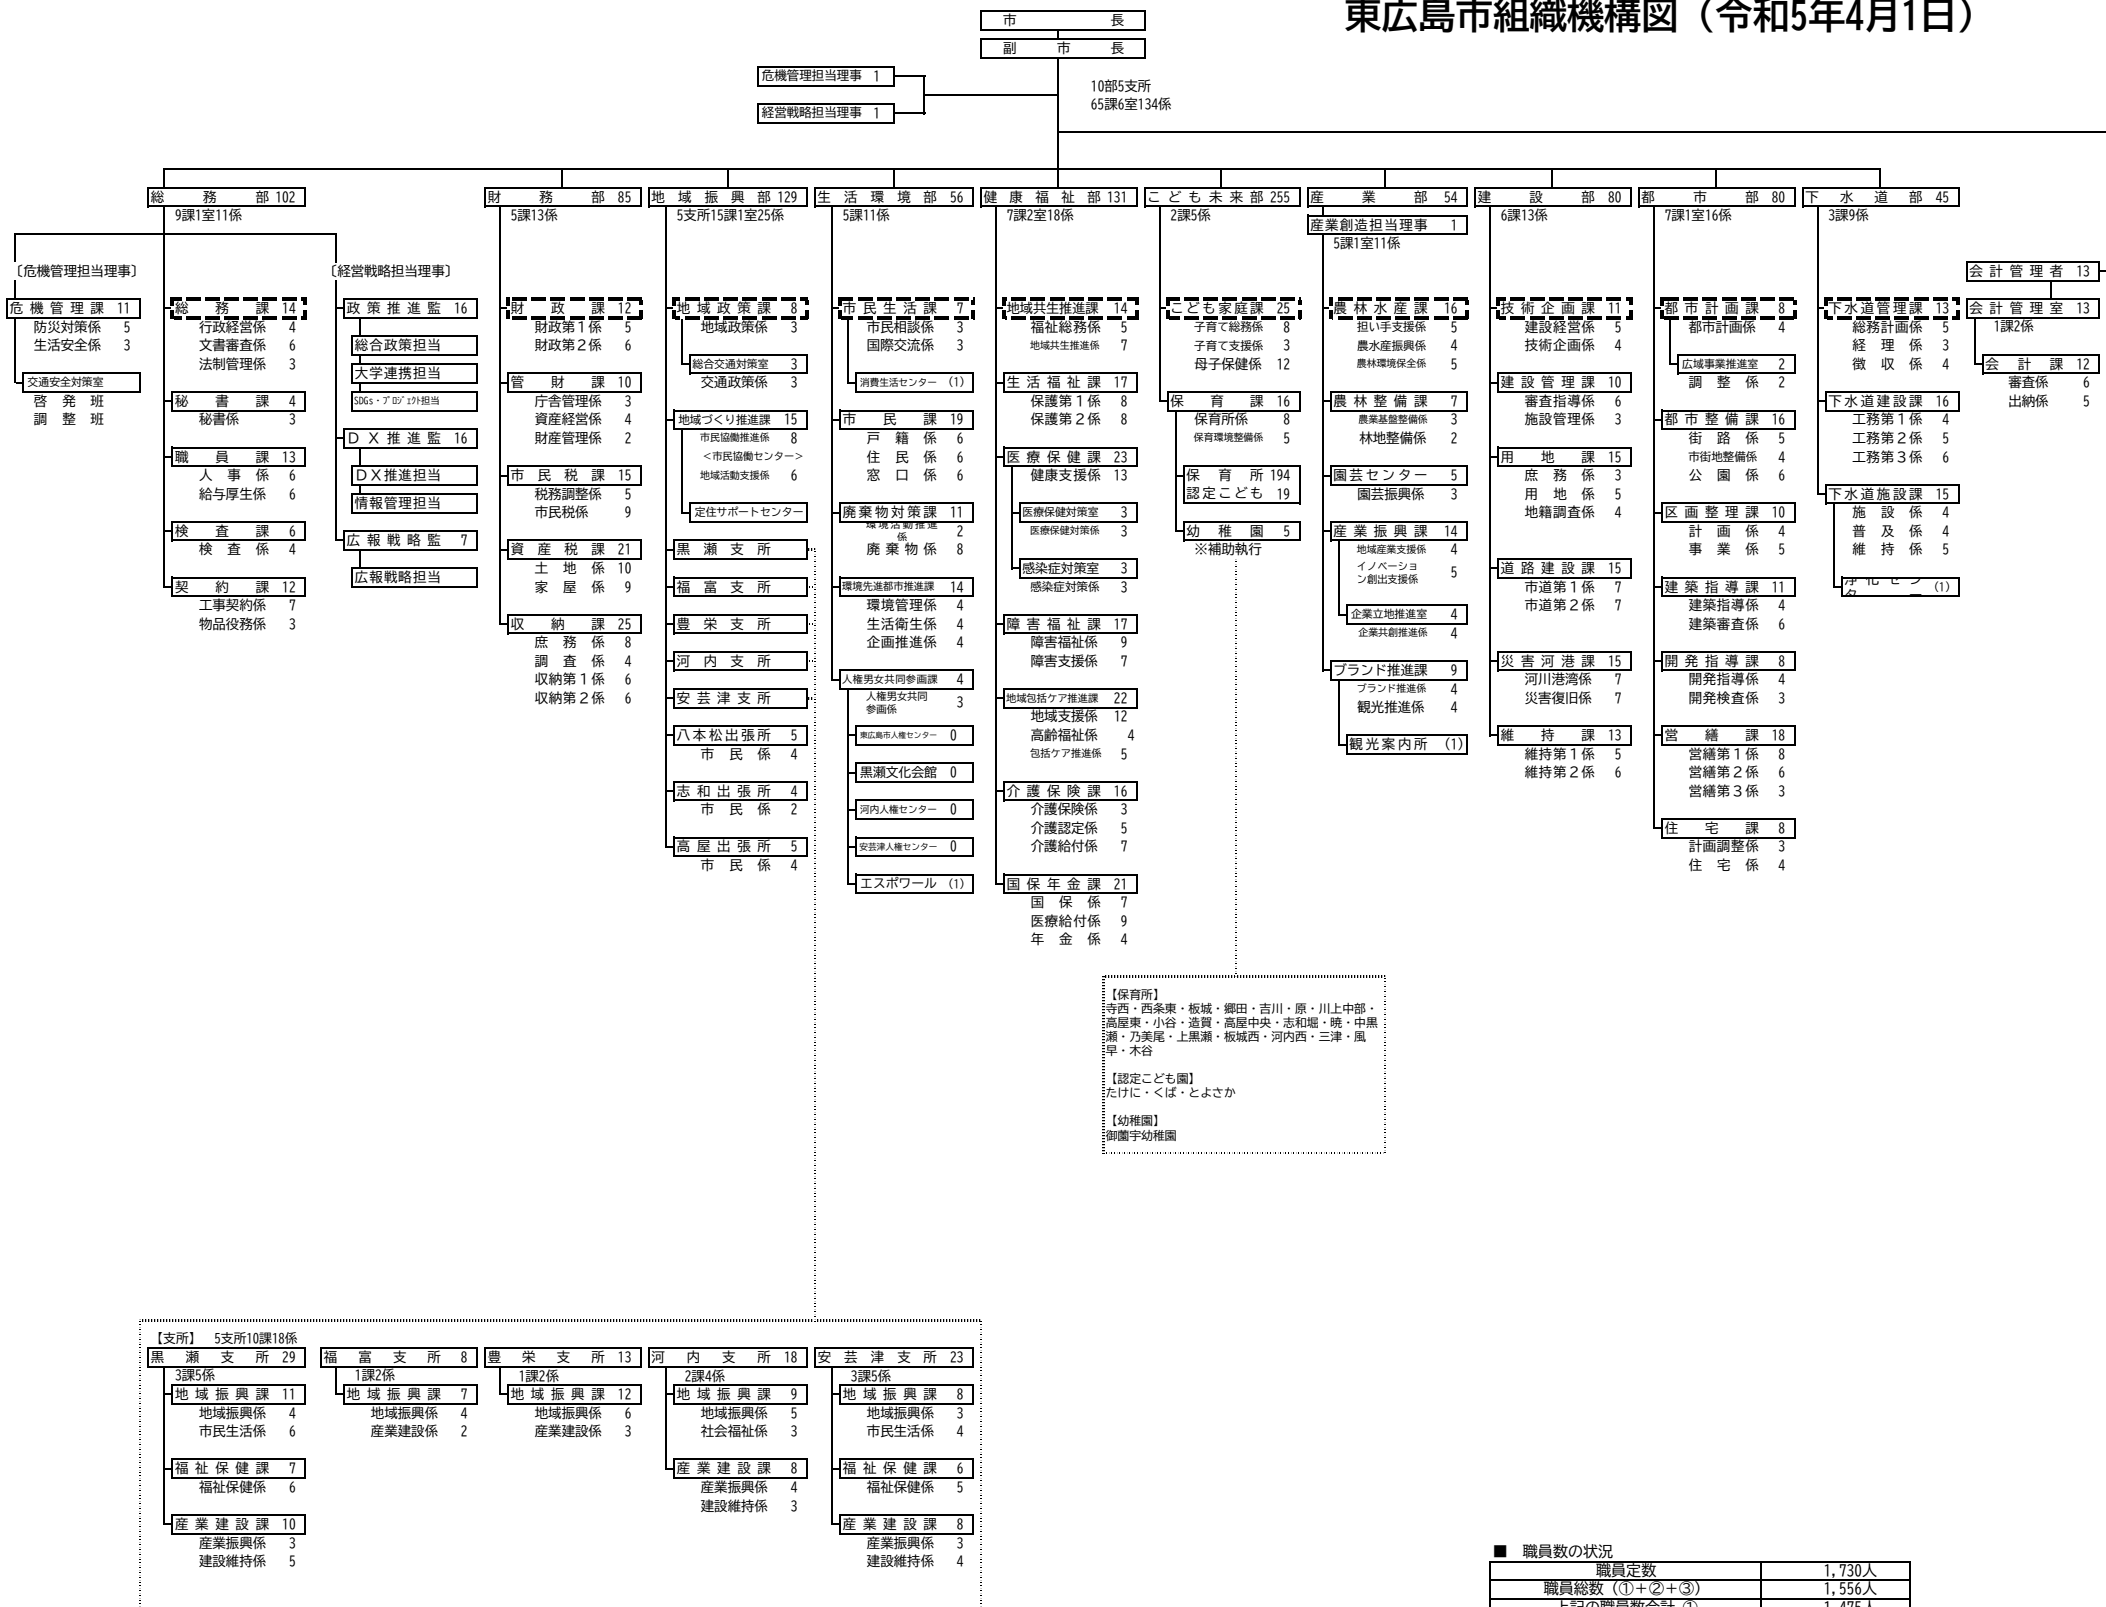 東広島市組織機構図（令和5年4月1日）
市長
副市長
危機管理担当理事 1
経営戦略担当理事 1
10部5支所
65課6室134係
総務部 102
9課1室11係
〔危機管理担当理事〕
危機管理課 11
防災対策係 5
生活安全係 3
交通安全対策室
啓発班
調整班
総務課 14
行政経営係 4
文書審査係 6
法制管理係 3
秘書課 4
秘書係 3
職員課 13
人事係 6
給与厚生係 6
検査課 6
検査係 4
契約課 12
工事契約係 7
物品役務係 3
〔経営戦略担当理事〕
政策推進監 16
総合政策担当
大学連携担当
SDGs・ﾌﾟﾛｼﾞｪｸﾄ担当
ＤＸ推進監 16
ＤＸ推進担当
情報管理担当
広報戦略監 7
広報戦略担当
財務部 85
5課13係
財政課 12
財政第１係 5
財政第２係 6
管財課 10
庁舎管理係 3
資産経営係 4
財産管理係 2
市民税課 15
税務調整係 5
市民税係 9
資産税課 21
土地係 10
家屋係 9
収納課 25
庶務係 8
調査係 4
収納第１係 6
収納第２係 6
地域振興部 129
5支所15課1室25係
地域政策課 8
地域政策係 3
総合交通対策室 3
交通政策係 3
地域づくり推進課 15
市民協働推進係 8
＜市民協働センター＞
地域活動支援係 6
定住サポートセンター
黒瀬支所
福富支所
豊栄支所
河内支所
安芸津支所
八本松出張所 5
市民係 4
志和出張所 4
市民係 2
高屋出張所 5
市民係 4
生活環境部 56
5課11係
市民生活課 7
市民相談係 3
国際交流係 3
消費生活センター (1)
市民課 19
戸籍係 6
住民係 6
窓口係 6
廃棄物対策課 11
環境活動推進係 2
廃棄物係 8
環境先進都市推進課 14
環境管理係 4
生活衛生係 4
企画推進係 4
人権男女共同参画課 4
人権男女共同
参画係 3
東広島市人権センター 0
黒瀬文化会館 0
河内人権センター 0
安芸津人権センター 0
エスポワール (1)
健康福祉部 131
7課2室18係
地域共生推進課 14
福祉総務係 5
地域共生推進係 7
生活福祉課 17
保護第１係 8
保護第２係 8
医療保健課 23
健康支援係 13
医療保健対策室 3
医療保健対策係 3
感染症対策室 3
感染症対策係 3
障害福祉課 17
障害福祉係 9
障害支援係 7
地域包括ケア推進課 22
地域支援係 12
高齢福祉係 4
包括ケア推進係 5
介護保険課 16
介護保険係 3
介護認定係 5
介護給付係 7
国保年金課 21
国保係 7
医療給付係 9
年金係 4
こども未来部 255
2課5係
こども家庭課 25
子育て総務係 8
子育て支援係 3
母子保健係 12
保育課 16
保育所係 8
保育環境整備係 5
保育所 194
認定こども 19
幼稚園 5
※補助執行
【保育所】
寺西・西条東・板城・郷田・吉川・原・川上中部・
高屋東・小谷・造賀・高屋中央・志和堀・暁・中黒
瀬・乃美尾・上黒瀬・板城西・河内西・三津・風
早・木谷
【認定こども園】
たけに・くば・とよさか
【幼稚園】
御薗宇幼稚園
産業部 54
産業創造担当理事 1
5課1室11係
農林水産課 16
担い手支援係 5
農水産振興係 4
農林環境保全係 5
農林整備課 7
農業基盤整備係 3
林地整備係 2
園芸センター 5
園芸振興係 3
産業振興課 14
地域産業支援係 4
イノベーショ
ン創出支援係 5
企業立地推進室 4
企業共創推進係 4
ブランド推進課 9
ブランド推進係 4
観光推進係 4
観光案内所 (1)
建設部 80
6課13係
技術企画課 11
建設経営係 5
技術企画係 4
建設管理課 10
審査指導係 6
施設管理係 3
用地課 15
庶務係 3
用地係 5
地籍調査係 4
道路建設課 15
市道第１係 7
市道第２係 7
災害河港課 15
河川港湾係 7
災害復旧係 7
維持課 13
維持第１係 5
維持第２係 6
都市部 80
7課1室16係
都市計画課 8
都市計画係 4
広域事業推進室 2
調整係 2
都市整備課 16
街路係 5
市街地整備係 4
公園係 6
区画整理課 10
計画係 4
事業係 5
建築指導課 11
建築指導係 4
建築審査係 6
開発指導課 8
開発指導係 4
開発検査係 3
営繕課 18
営繕第１係 8
営繕第２係 6
営繕第３係 3
住宅課 8
計画調整係 3
住宅係 4
下水道部 45
3課9係
下水道管理課 13
総務計画係 5
経理係 3
徴収係 4
下水道建設課 16
工務第１係 4
工務第２係 5
工務第３係 6
下水道施設課 15
施設係 4
普及係 4
維持係 5
(1)
会計管理者 13
会計管理室 13
1課2係
会計課 12
審査係 6
出納係 5
【支所】 5支所10課18係
黒瀬支所 29
3課5係
地域振興課 11
地域振興係 4
市民生活係 6
福祉保健課 7
福祉保健係 6
産業建設課 10
産業振興係 3
建設維持係 5
福富支所 8
1課2係
地域振興課 7
地域振興係 4
産業建設係 2
豊栄支所 13
1課2係
地域振興課 12
地域振興係 6
産業建設係 3
河内支所 18
2課4係
地域振興課 9
地域振興係 5
社会福祉係 3
産業建設課 8
産業振興係 4
建設維持係 3
安芸津支所 23
3課5係
地域振興課 8
地域振興係 3
市民生活係 4
福祉保健課 6
福祉保健係 5
産業建設課 8
産業振興係 3
建設維持係 4
■ 職員数の状況
職員定数 1,730人
職員総数（①＋②＋③） 1,556人
上記の職員数合計 ① 1,475人